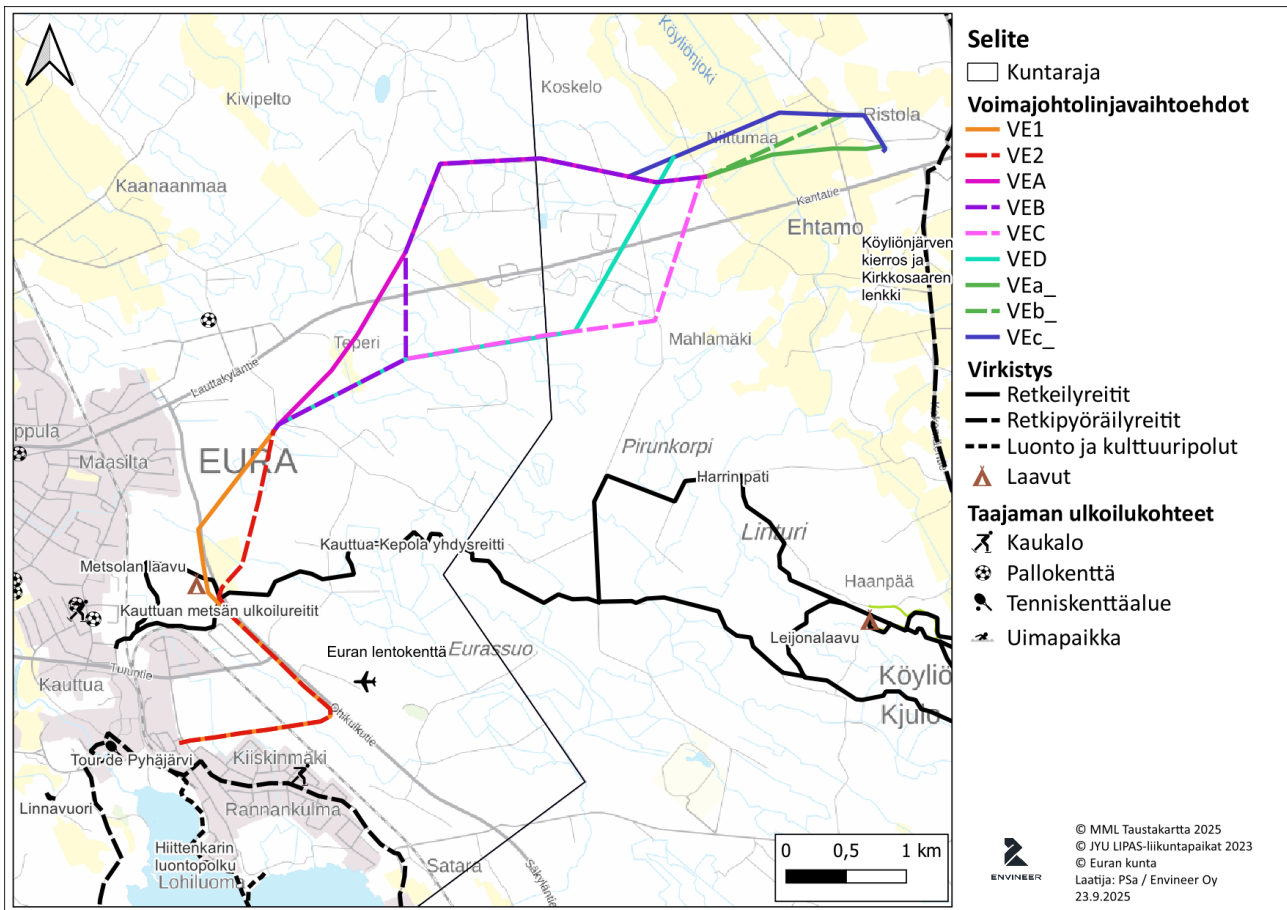 Köyliönjoki
Koskelo
Kivipelto
Ristola
Niittumaa
Kaanaanmaa
Kantatie
Ehtamo
Köyliönjärven
kierros ja
Kirkkosaaren
lenkki
Teperi
Mahlamäki
Lauttakyläntie
ppula
Maasilta
EURA
Pirunkorpi
Harrinpati
Linturi
Kauttua-Kepola yhdysreitti
Metsolan laavu
Haanpää
Kauttuan metsän ulkoilureitit
Leijonalaavu
Euran lentokenttä
Eurassuo
Turuntie
Kauttua
Köyliö
Kjulo
Ohikulkutie
Tour de Pyhäjärvi
Kiiskinmäki
Linnavuori
Rannankulma
Hiittenkarin
luontopolku
Lohiluoma
Satara
Säkyläntie
0 0,5 1 km
Selite
Kuntaraja
Voimajohtolinjavaihtoehdot
VE1
VE2
VEA
VEB
VEC
VED
VEa_
VEb_
VEc_
Virkistys
Retkeilyreitit
Retkipyöräilyreitit
Luonto ja kulttuuripolut
Laavut
Taajaman ulkoilukohteet
Kaukalo
Pallokenttä
Tenniskenttäalue
Uimapaikka
ENVINEER
© MML Taustakartta 2025
© JYU LIPAS-liikuntapaikat 2023
© Euran kunta
Laatija: PSa / Envineer Oy
23.9.2025